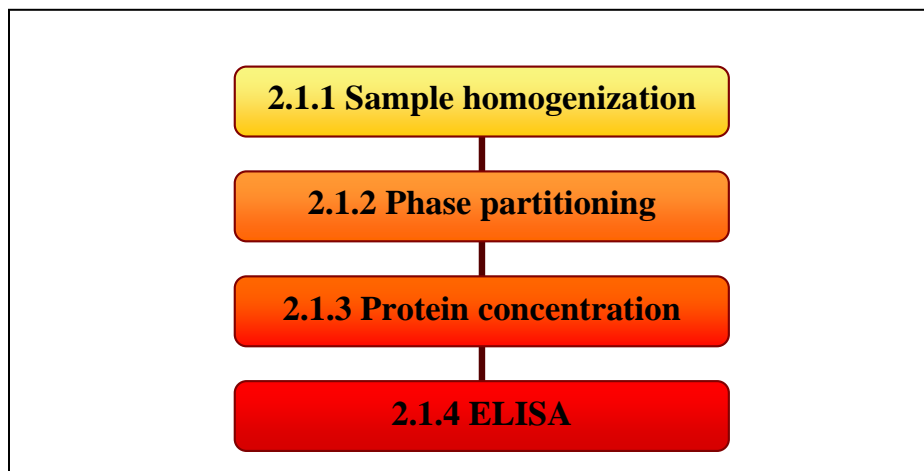 2.1.1 Sample homogenization
2.1.2 Phase partitioning
2.1.3 Protein concentration
2.1.4 ELISA